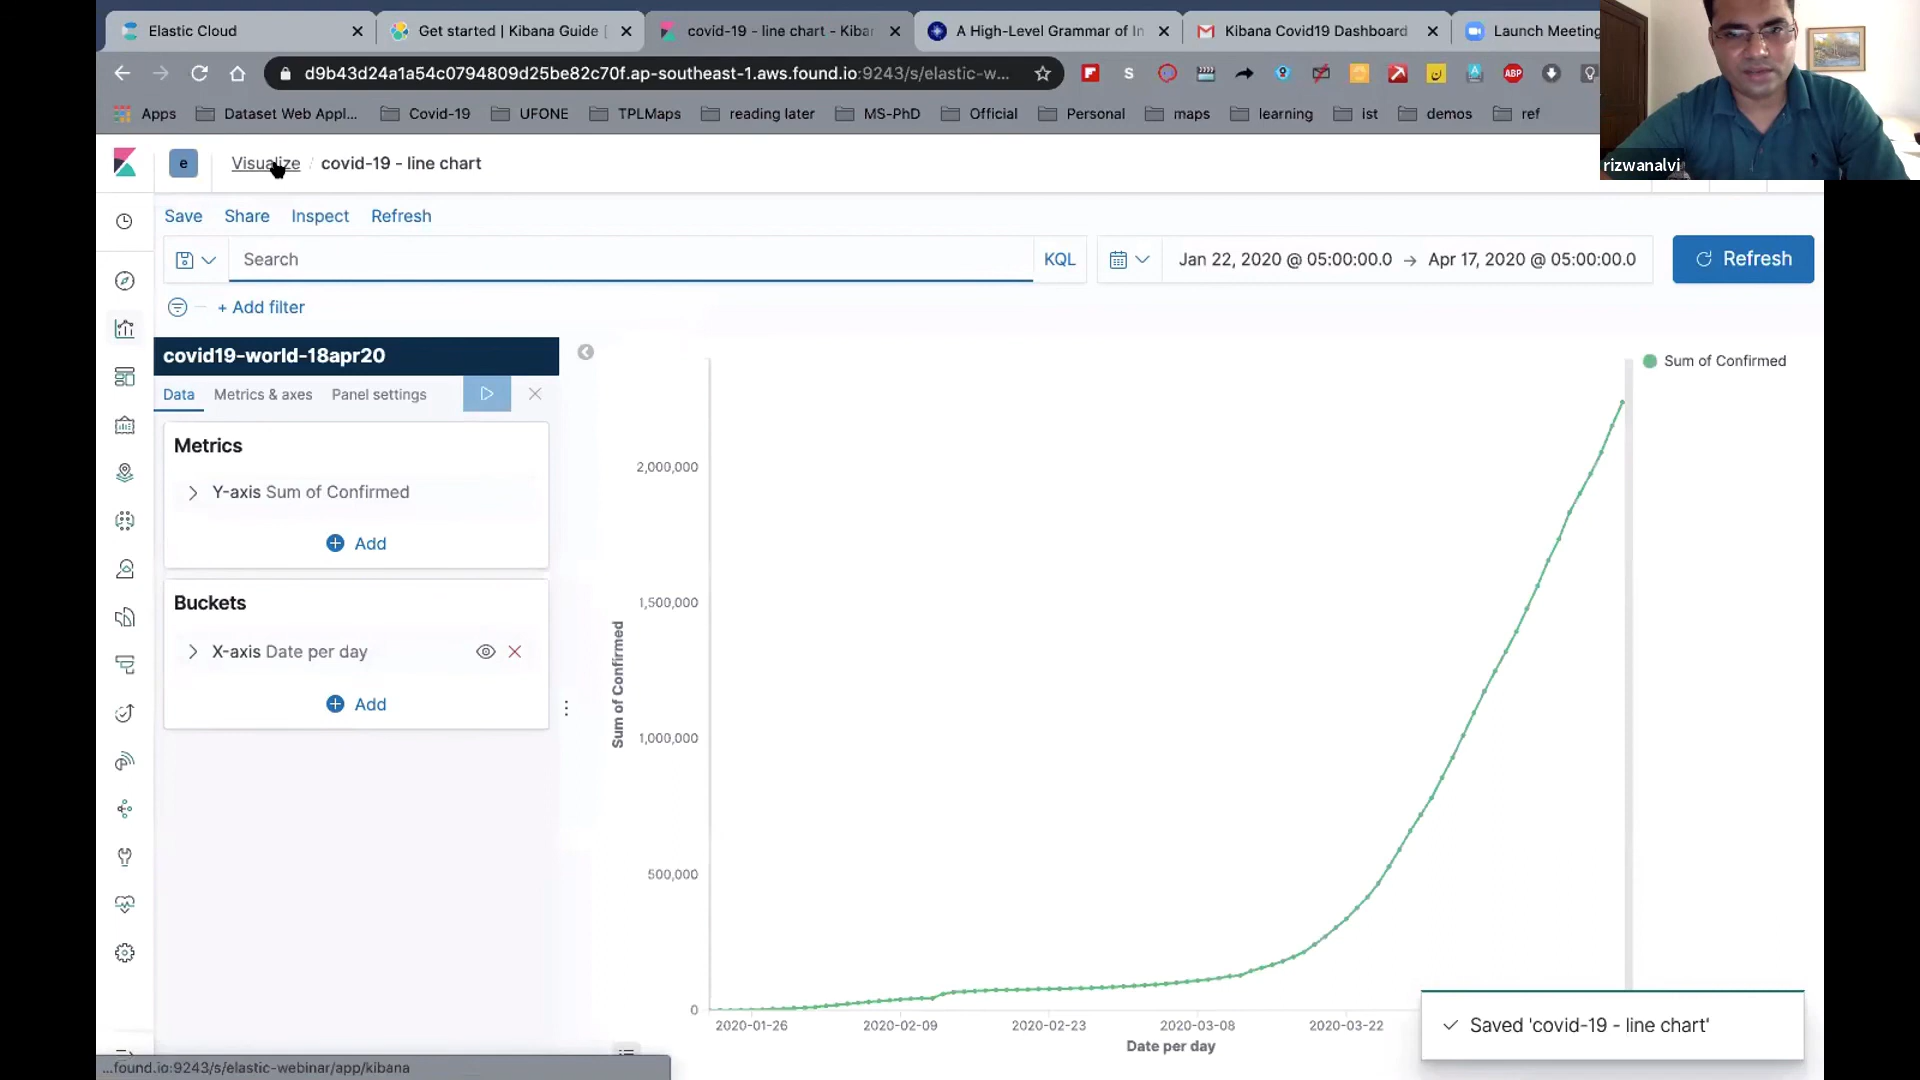 Elastic Cloud
Get started | Kibana Guide [
covid-19 - line chart - Kibar
A High-Level Grammar of In
Kibana Covid19 Dashboard
Launch Meeting
d9b43d24a1a54c0794809d25be82c70f.ap-southeast-1.aws.found.io:9243/s/elastic-w...
S
ABP
Apps
Dataset Web Appl...
Covid-19
UFONE
TPLMaps
reading later
MS-PhD
Official
Personal
maps
learning
ist
demos
ref
rizwanalvi
e
Visualize / covid-19 - line chart
Save Share Inspect Refresh
Search
KQL
Jan 22, 2020 @ 05:00:00.0 → Apr 17, 2020 @ 05:00:00.0
Refresh
+ Add filter
covid19-world-18apr20
Data Metrics & axes Panel settings
Metrics
Y-axis Sum of Confirmed
Add
Buckets
X-axis Date per day
Add
Sum of Confirmed
Sum of Confirmed
2,000,000
1,500,000
1,000,000
500,000
0
2020-01-26
2020-02-09
2020-02-23
2020-03-08
2020-03-22
Date per day
Saved 'covid-19 - line chart'
...found.io:9243/s/elastic-webinar/app/kibana